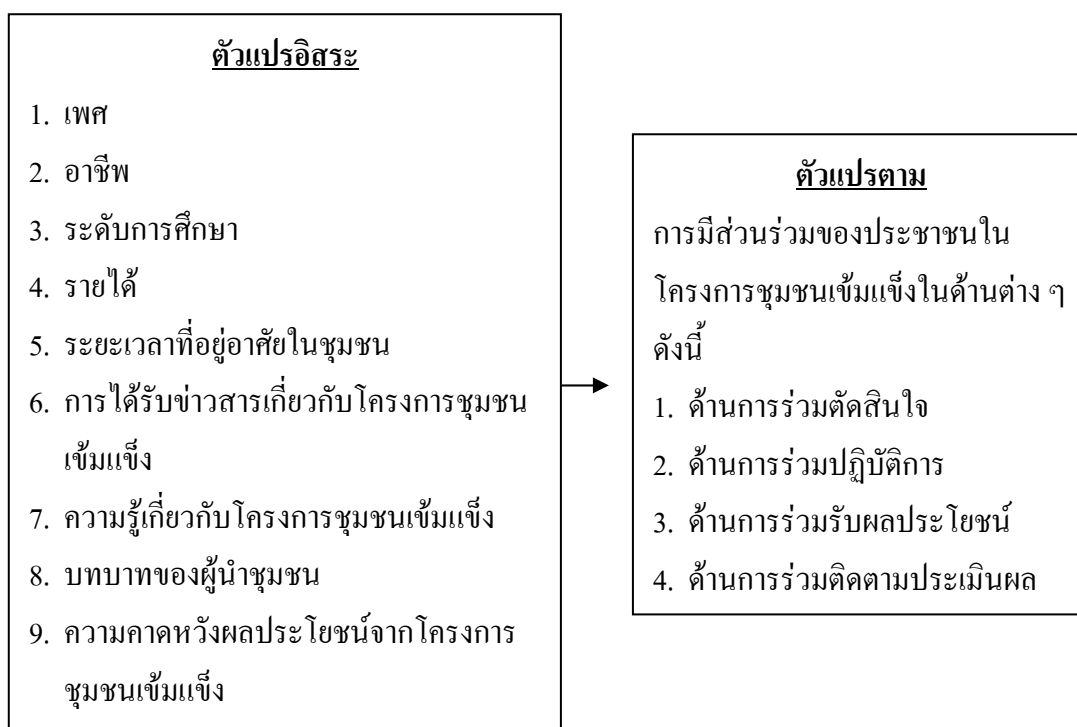 ตัวแปรอิสระ
1. เพศ
2. อาชีพ
3. ระดับการศึกษา
4. รายได้
5. ระยะเวลาที่อยู่อาศัยในชุมชน
6. การได้รับข่าวสารเกี่ยวกับโครงการชุมชน
เข้มแข็ง
7. ความรู้เกี่ยวกับโครงการชุมชนเข้มแข็ง
8. บทบาทของผู้นำชุมชน
9. ความคาดหวังผลประโยชน์จากโครงการ
ชุมชนเข้มแข็ง
ตัวแปรตาม
การมีส่วนร่วมของประชาชนใน
โครงการชุมชนเข้มแข็งในด้านต่าง ๆ
ดังนี้
1. ด้านการร่วมตัดสินใจ
2. ด้านการร่วมปฏิบัติการ
3. ด้านการร่วมรับผลประโยชน์
4. ด้านการร่วมติดตามประเมินผล